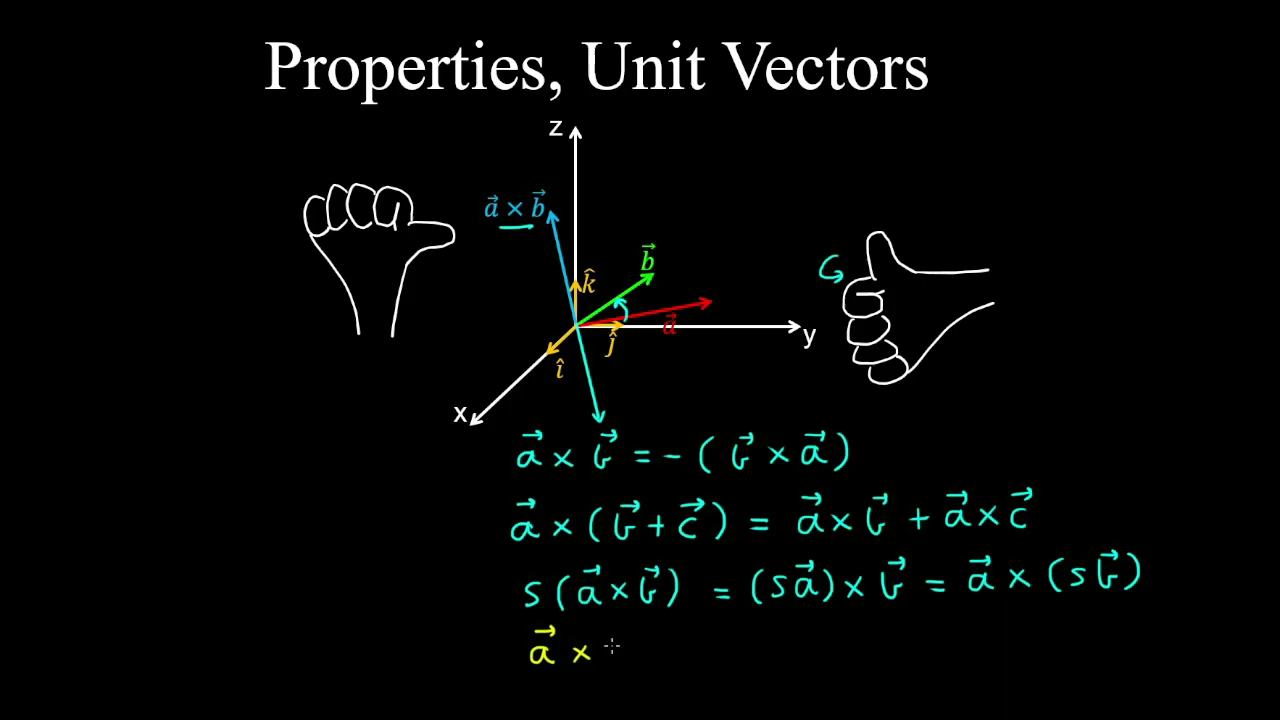 Properties, Unit Vectors
z
a⃗ × b⃗
b⃗
k̂
a⃗
y
ĵ
î
x
a⃗ × b⃗ = - ( b⃗ × a⃗ )
a⃗ × ( b⃗ + c⃗ ) = a⃗ × b⃗ + a⃗ × c⃗
s ( a⃗ × b⃗ ) = ( s a⃗ ) × b⃗ = a⃗ × ( s b⃗ )
a⃗ ×